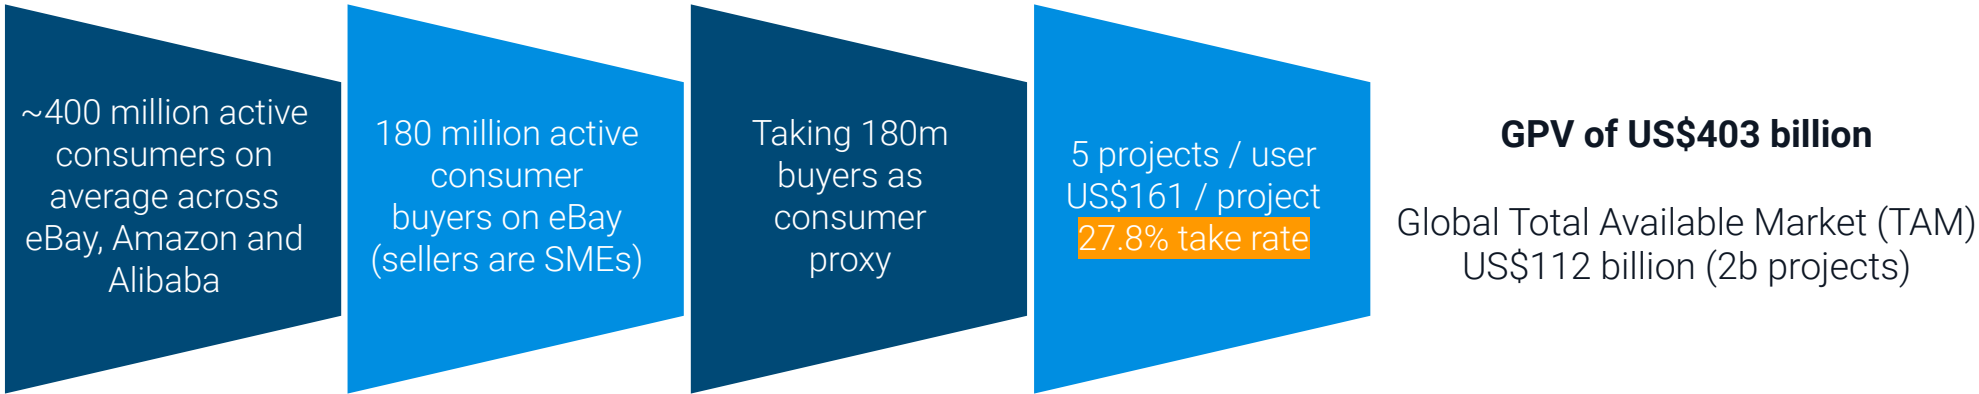 ~400 million active
consumers on
average across
eBay, Amazon and
Alibaba
180 million active
consumer
buyers on eBay
(sellers are SMEs)
Taking 180m
buyers as
consumer
proxy
5 projects / user
US$161 / project
27.8% take rate
GPV of US$403 billion
Global Total Available Market (TAM)
US$112 billion (2b projects)